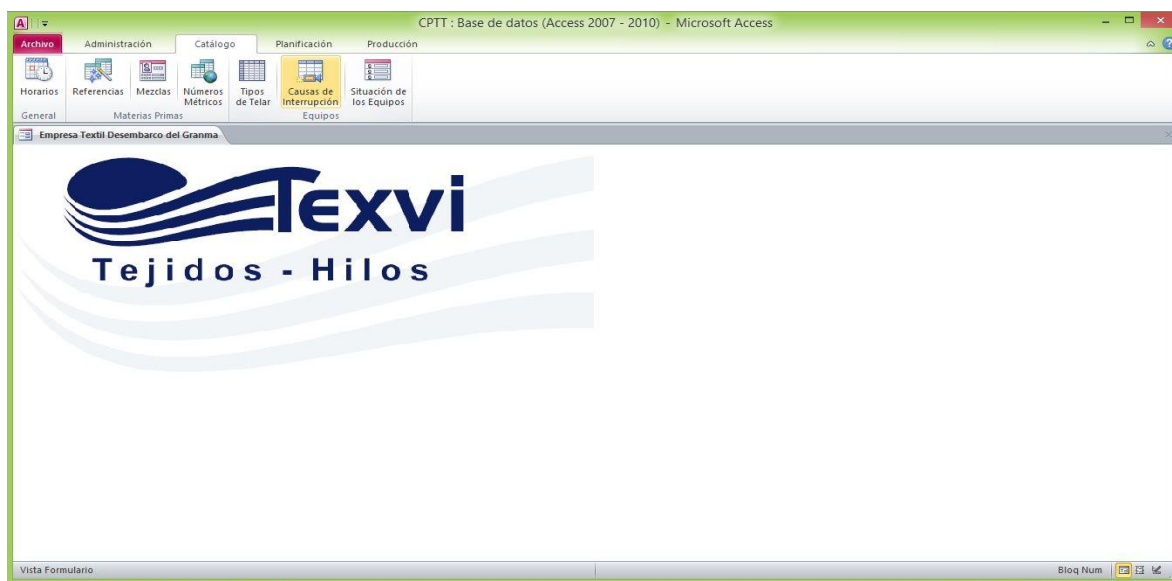 CPTT : Base de datos (Access 2007 - 2010) - Microsoft Access
Archivo Administración Catálogo Planificación Producción
Horarios Referencias Mezclas Números Métricos Tipos de Telar Causas de Interrupción Situación de los Equipos
General Materias Primas Equipos
Empresa Textil Desembarco del Granma
Texvi
Tejidos - Hilos
Vista Formulario Bloq Num